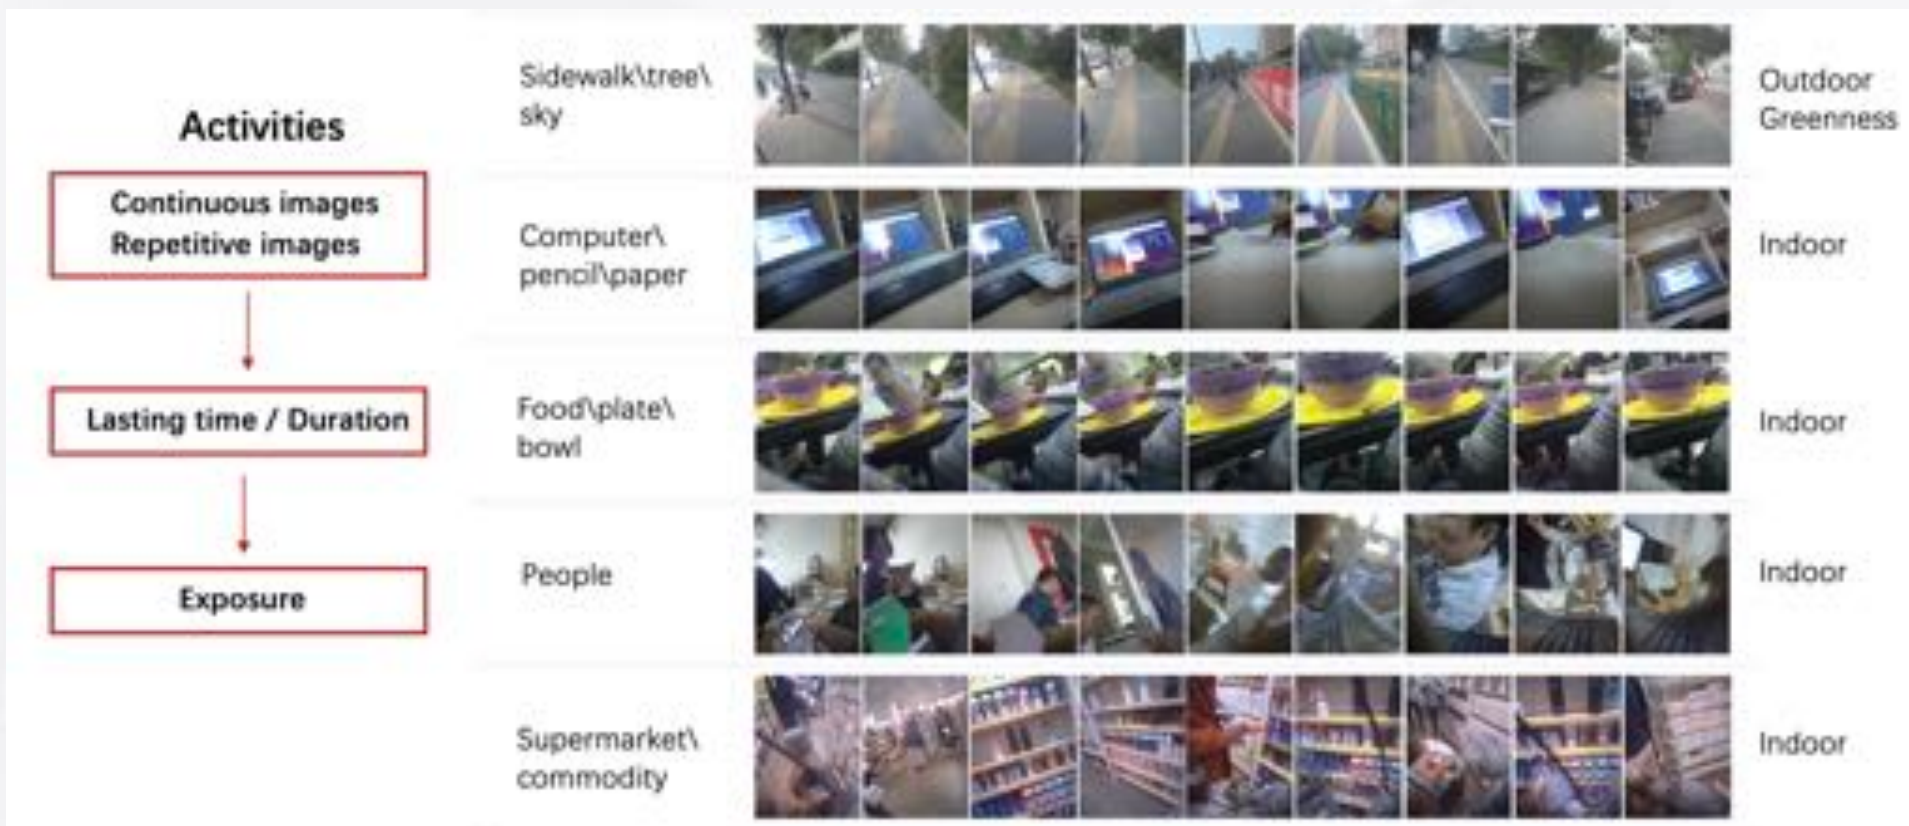 Activities
Continuous images
Repetitive images
Lasting time / Duration
Exposure
Sidewalk\tree\
sky
Outdoor
Greenness
Computer\
pencil\paper
Indoor
Food\plate\
bowl
Indoor
People
Indoor
Supermarket\
commodity
Indoor